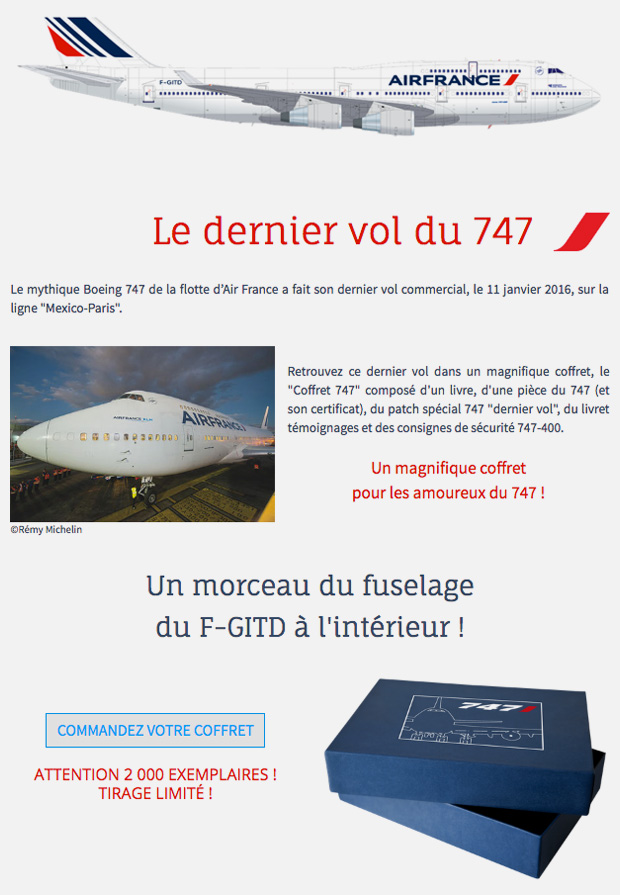 F-GITD
AIRFRANCE
Le dernier vol du 747
Le mythique Boeing 747 de la flotte d'Air France a fait son dernier vol commercial, le 11 janvier 2016, sur la
ligne "Mexico-Paris".
AIRFRANCE
Retrouvez ce dernier vol dans un magnifique coffret, le
"Coffret 747" composé d'un livre, d'une pièce du 747 (et
son certificat), du patch spécial 747 "dernier vol", du livret
témoignages et des consignes de sécurité 747-400.
Un magnifique coffret
pour les amoureux du 747 !
©Rémy Michelin
Un morceau du fuselage
du F-GITD à l'intérieur !
747
COMMANDEZ VOTRE COFFRET
ATTENTION 2 000 EXEMPLAIRES !
TIRAGE LIMITÉ !